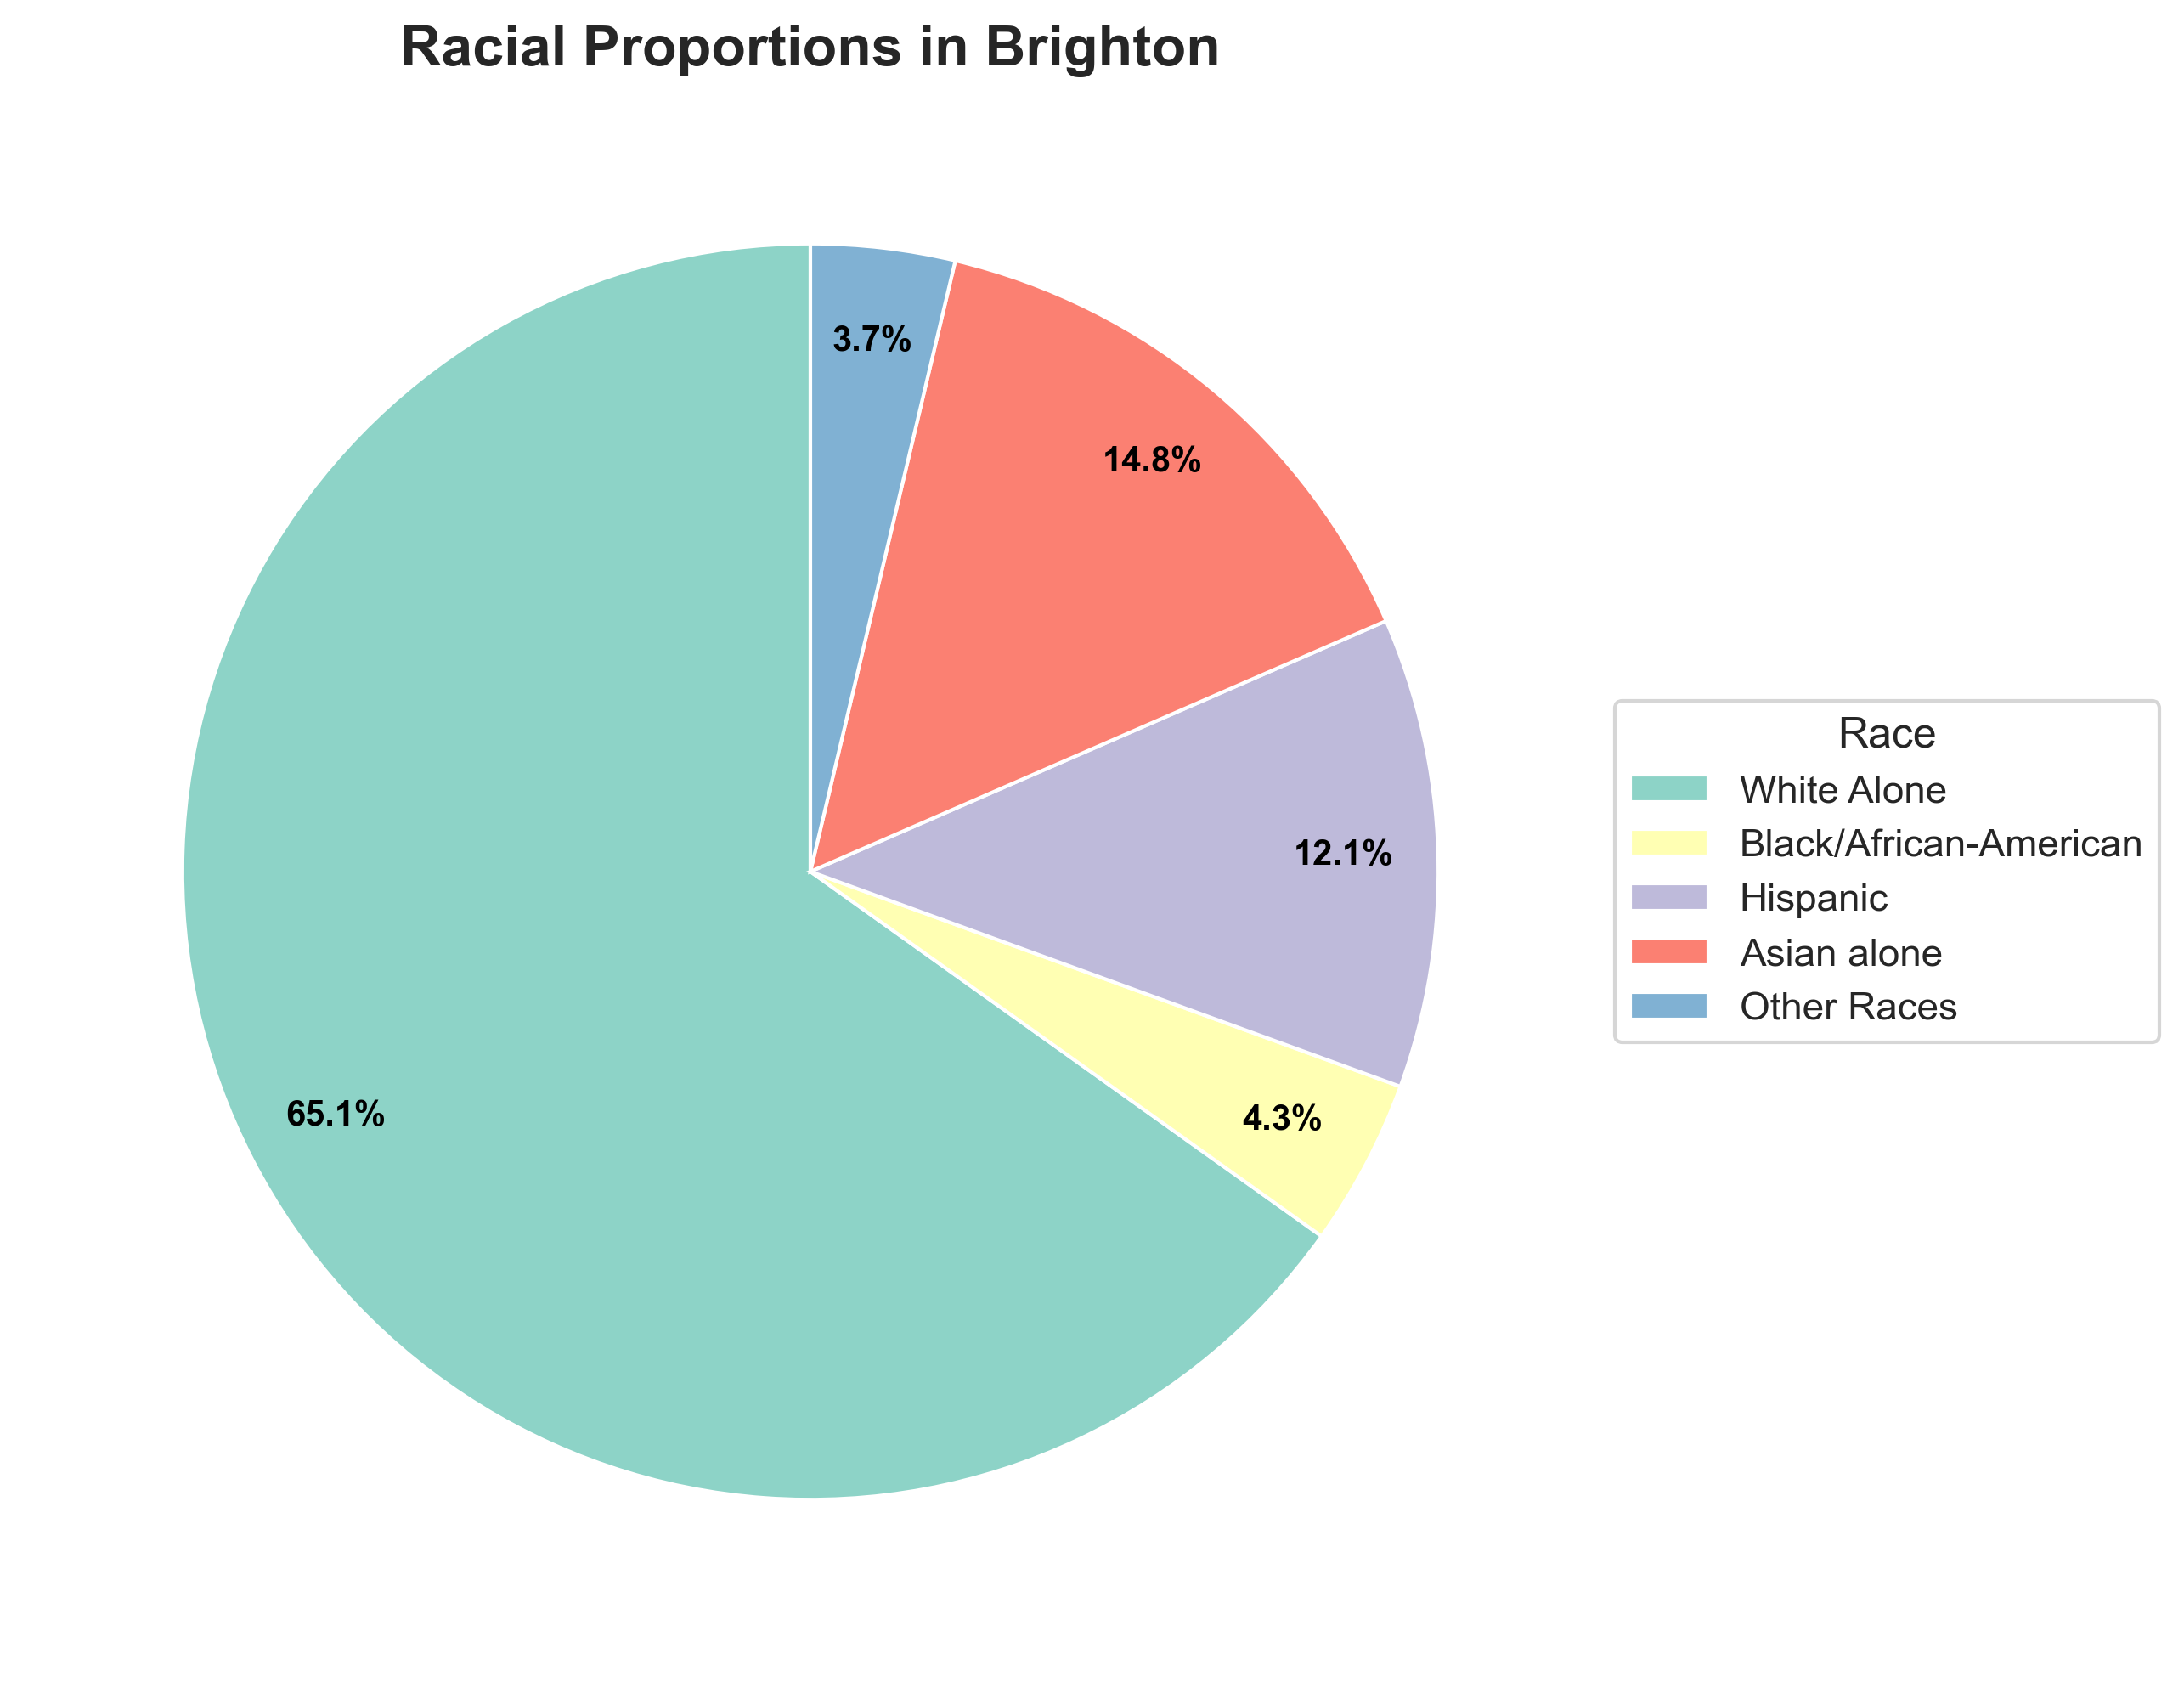 Racial Proportions in Brighton
3.7%
14.8%
12.1%
4.3%
65.1%
Race
White Alone
Black/African-American
Hispanic
Asian alone
Other Races